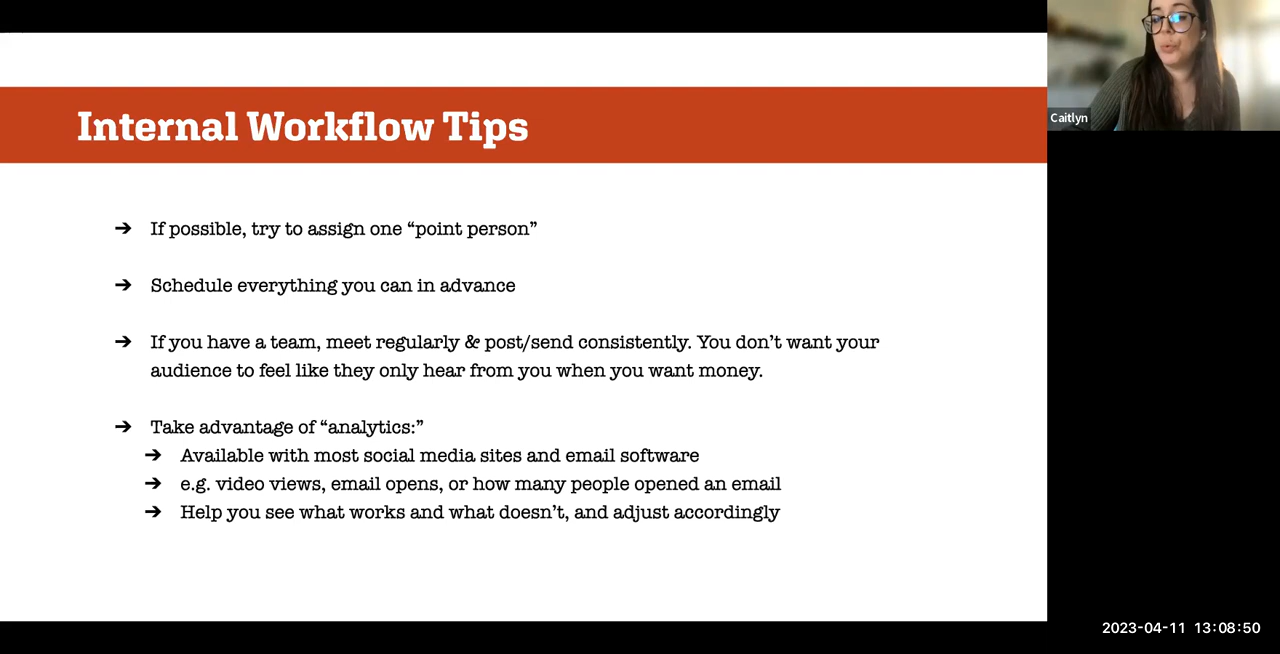 Internal Workflow Tips
➔ If possible, try to assign one “point person”
➔ Schedule everything you can in advance
➔ If you have a team, meet regularly & post/send consistently. You don’t want your
audience to feel like they only hear from you when you want money.
➔ Take advantage of “analytics:”
➔ Available with most social media sites and email software
➔ e.g. video views, email opens, or how many people opened an email
➔ Help you see what works and what doesn’t, and adjust accordingly
Caitlyn
2023-04-11 13:08:50